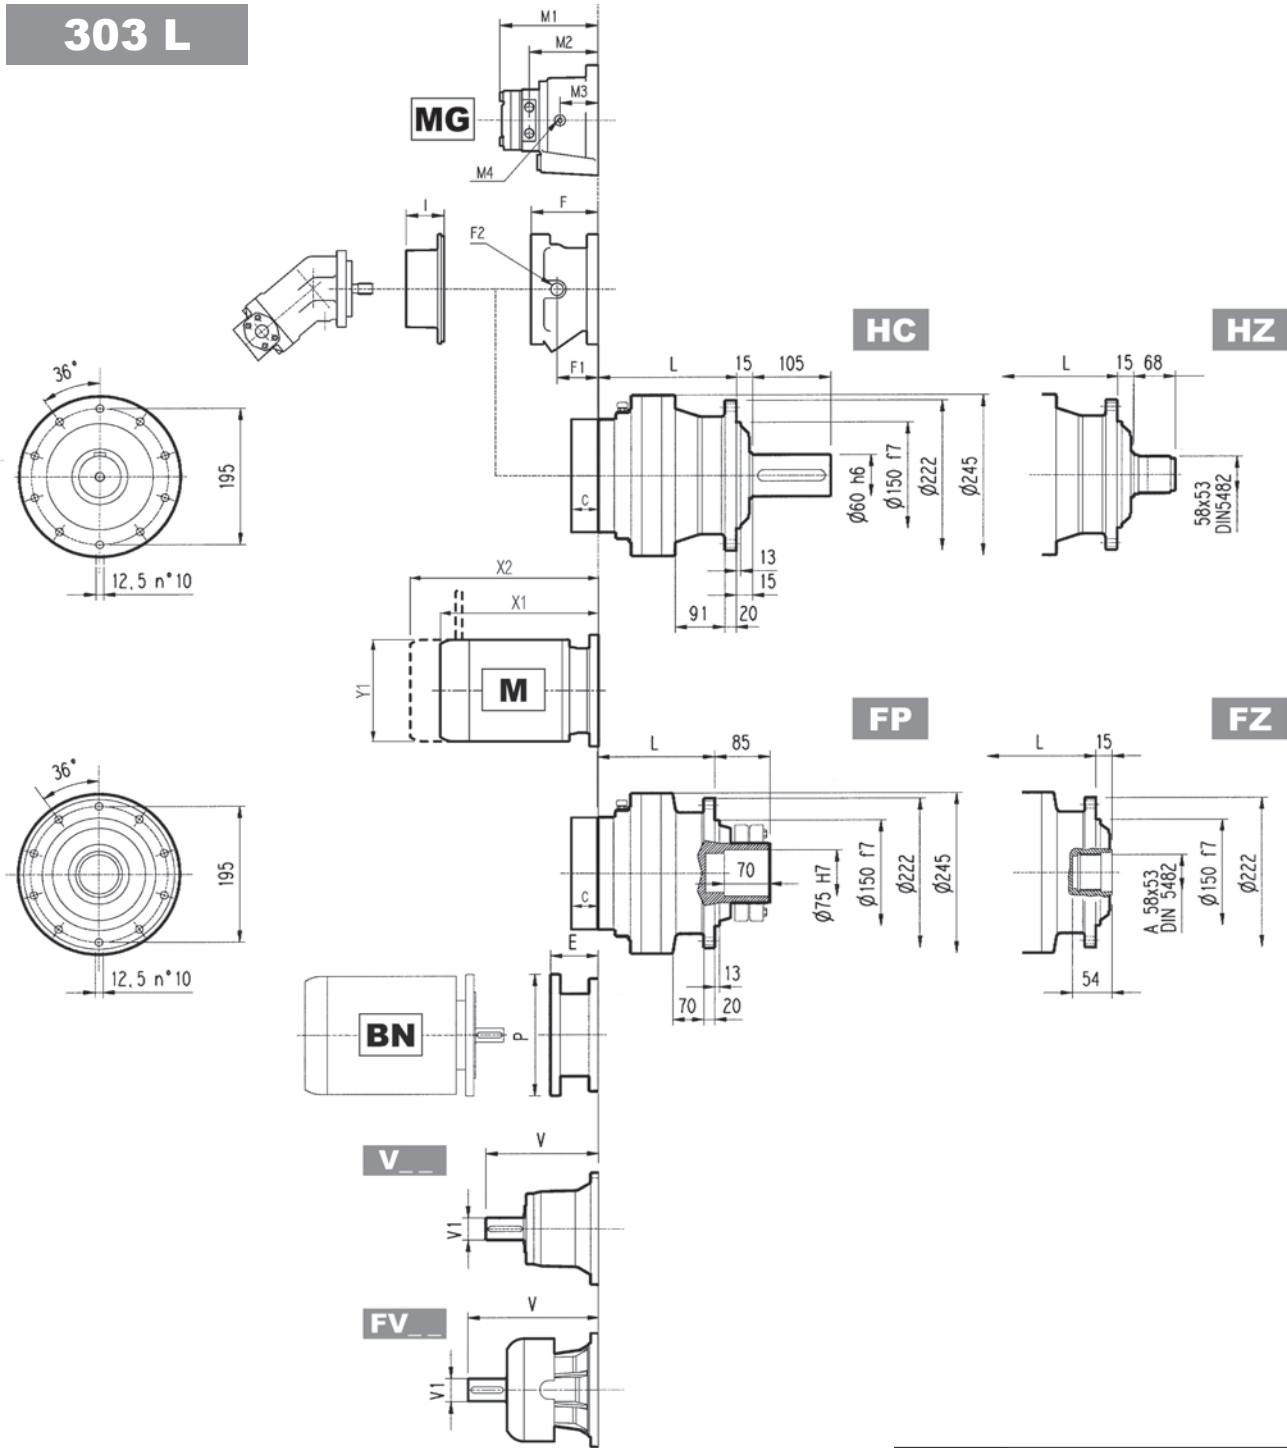 303 L
M1
M2
M3
MG
M4
I
F
F2
HC
HZ
36°
F1
L
15
105
L
15
68
195
C
Ø60 h6
Ø150 f7
Ø222
Ø245
58x53
DIN5482
12,5 n°10
13
15
X2
91
20
X1
Y1
M
FP
FZ
L
85
L
15
36°
195
C
70
Ø75 H7
Ø150 f7
Ø222
Ø245
A 58x53
DIN 5482
Ø150 f7
Ø222
E
13
54
12,5 n°10
70
20
BN
P
V_ _
V
V1
FV_ _
V
V1